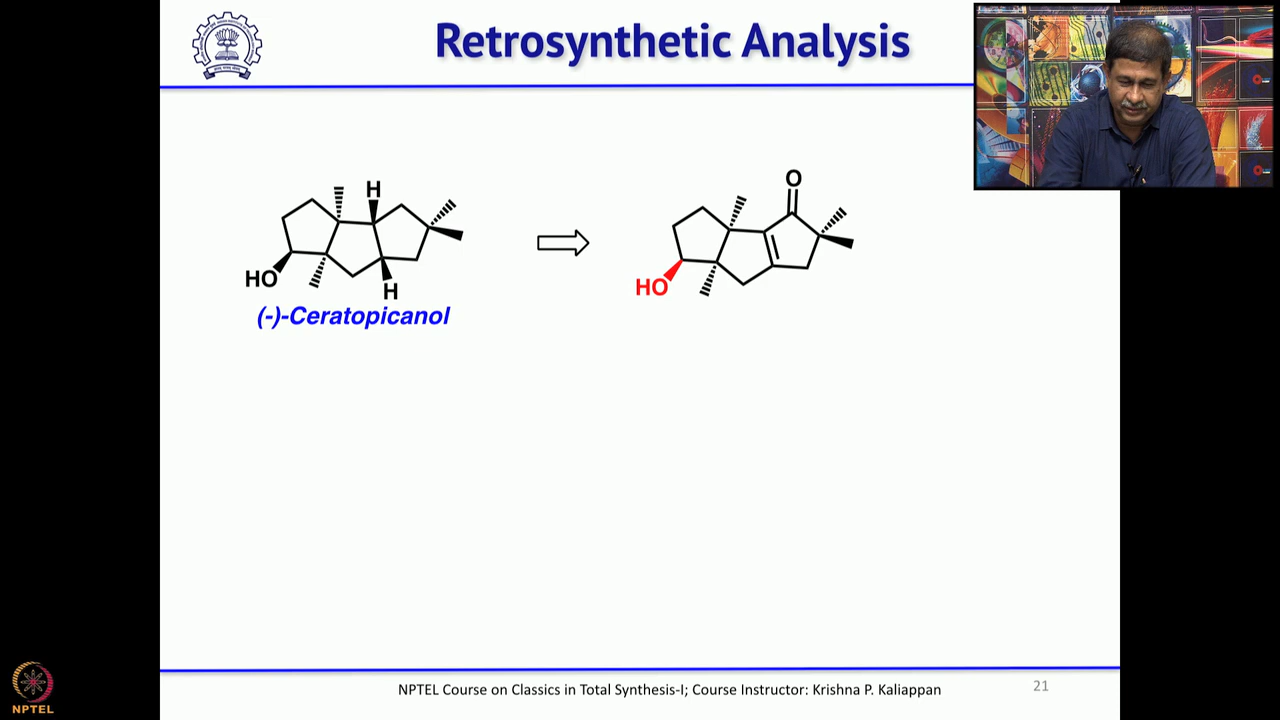 Retrosynthetic Analysis
H
HO
H
(-)-Ceratopicanol
O
HO
NPTEL Course on Classics in Total Synthesis-I; Course Instructor: Krishna P. Kaliappan
21
NPTEL